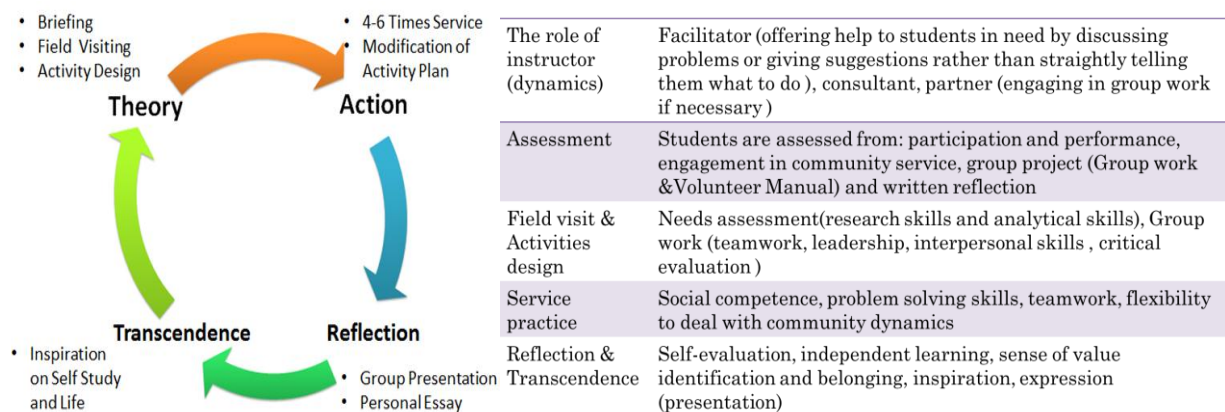 • Briefing
• Field Visiting
• Activity Design
Theory
• 4-6 Times Service
• Modification of
Activity Plan
Action
Transcendence
• Inspiration
on Self Study
and Life
Reflection
• Group Presentation
• Personal Essay
The role of
instructor
(dynamics)
Facilitator (offering help to students in need by discussing
problems or giving suggestions rather than straightly telling
them what to do ), consultant, partner (engaging in group work
if necessary )
Assessment
Students are assessed from: participation and performance,
engagement in community service, group project (Group work
&Volunteer Manual) and written reflection
Field visit &
Activities
design
Needs assessment(research skills and analytical skills), Group
work (teamwork, leadership, interpersonal skills , critical
evaluation )
Service
practice
Social competence, problem solving skills, teamwork, flexibility
to deal with community dynamics
Reflection &
Transcendence
Self-evaluation, independent learning, sense of value
identification and belonging, inspiration, expression
(presentation)